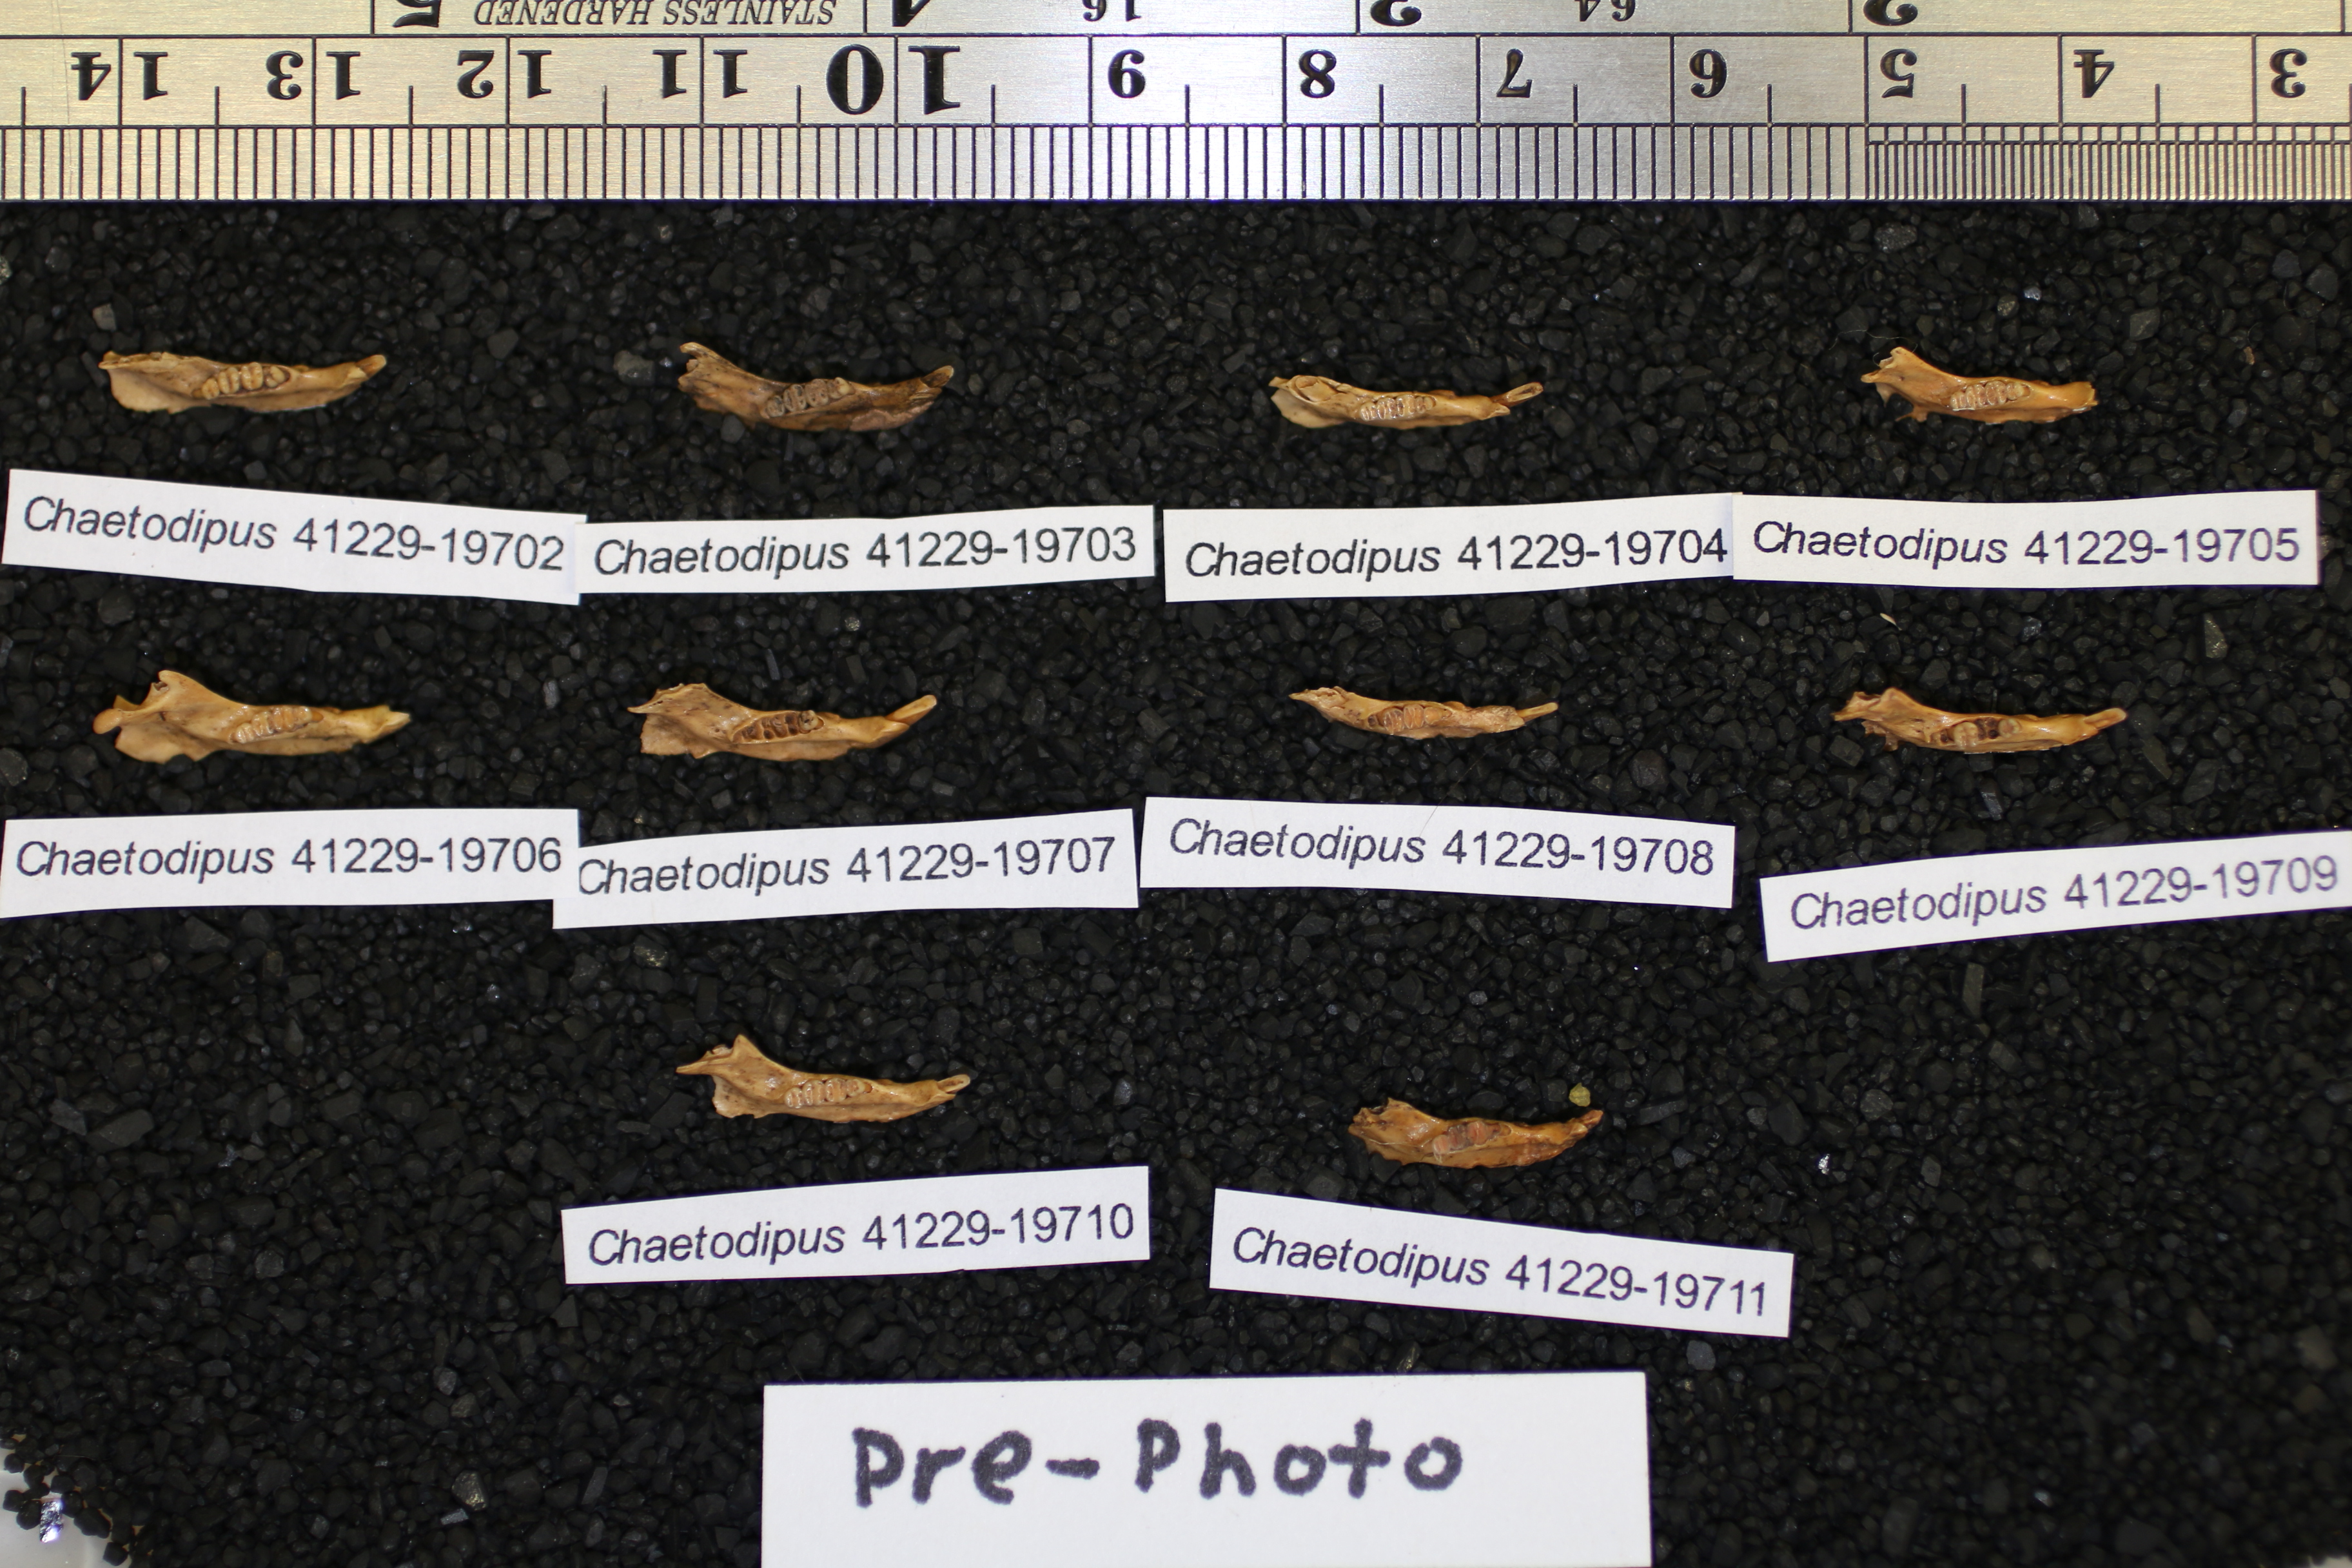 STAINLESS HARDENED 16 64
14 13 12 11 10 9 8 7 6 5 4 3
Chaetodipus 41229-19702
Chaetodipus 41229-19703
Chaetodipus 41229-19704
Chaetodipus 41229-19705
Chaetodipus 41229-19706
Chaetodipus 41229-19707
Chaetodipus 41229-19708
Chaetodipus 41229-19709
Chaetodipus 41229-19710
Chaetodipus 41229-19711
Pre-Photo